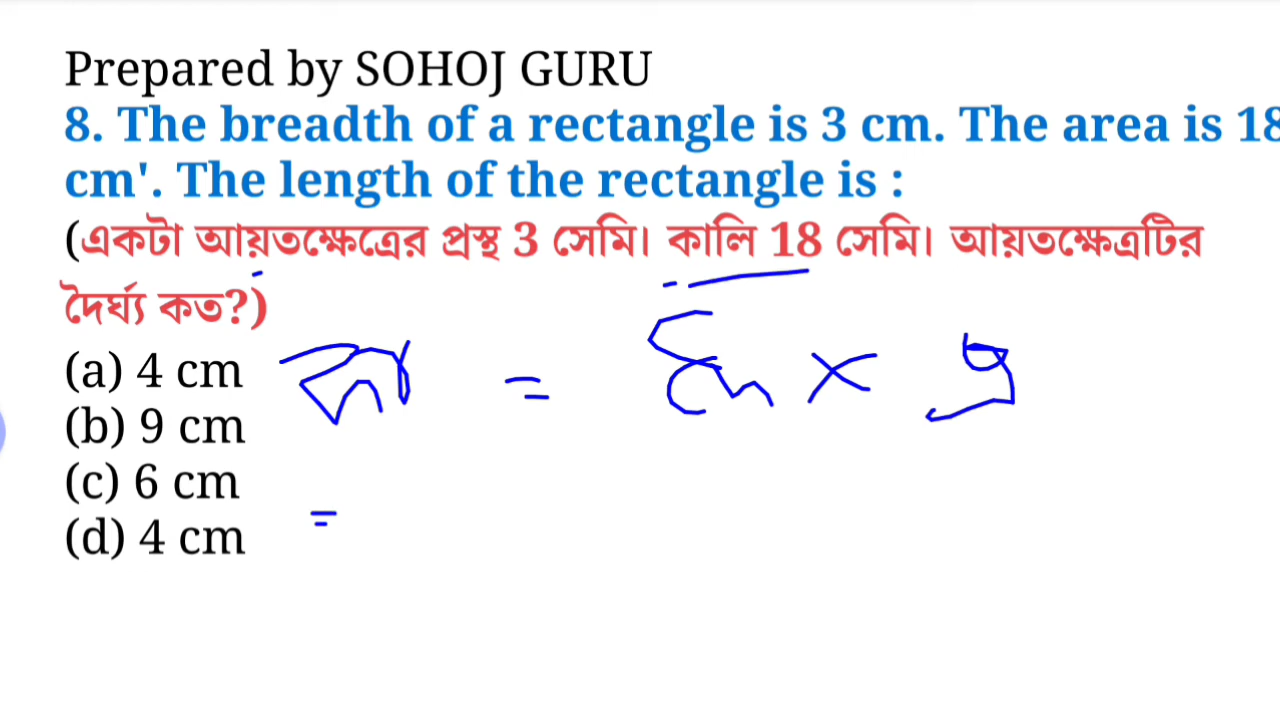 Prepared by SOHOJ GURU
8. The breadth of a rectangle is 3 cm. The area is 18
cm'. The length of the rectangle is :
(একটা আয়তক্ষেত্রের প্রস্থ 3 সেমি। কালি 18 সেমি। আয়তক্ষেত্রটির
দৈর্ঘ্য কত?)
(a) 4 cm
(b) 9 cm
(c) 6 cm
(d) 4 cm
= ×
=